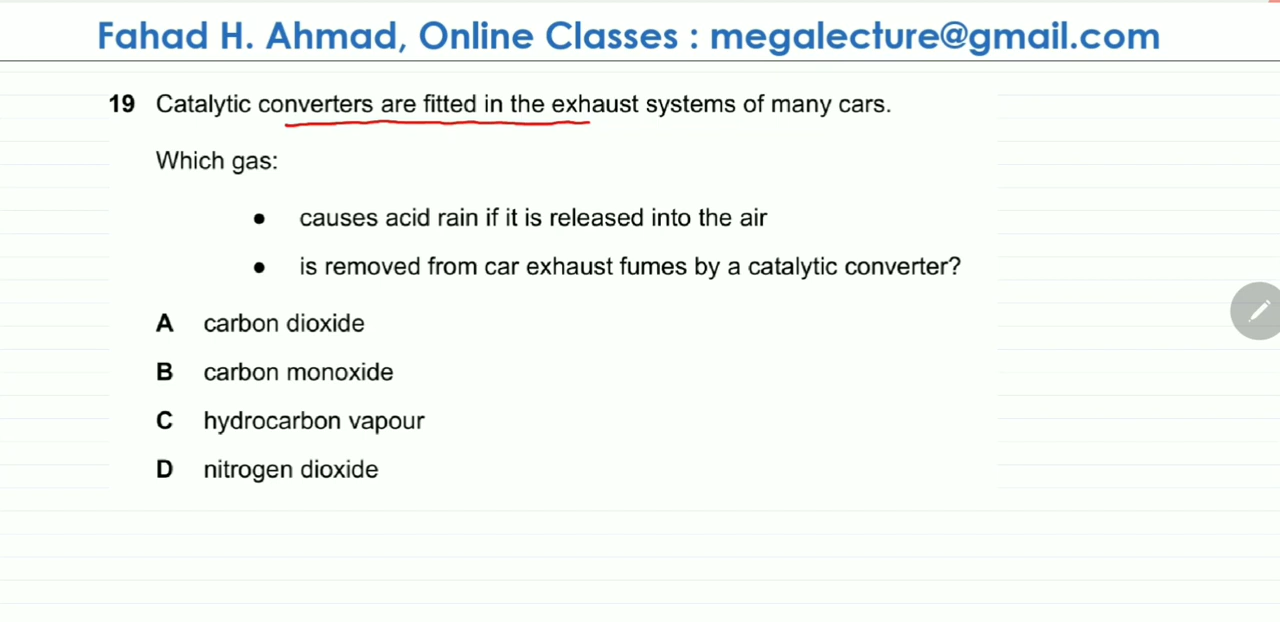 Fahad H. Ahmad, Online Classes : megalecture@gmail.com
19 Catalytic converters are fitted in the exhaust systems of many cars.
Which gas:
• causes acid rain if it is released into the air
• is removed from car exhaust fumes by a catalytic converter?
A carbon dioxide
B carbon monoxide
C hydrocarbon vapour
D nitrogen dioxide